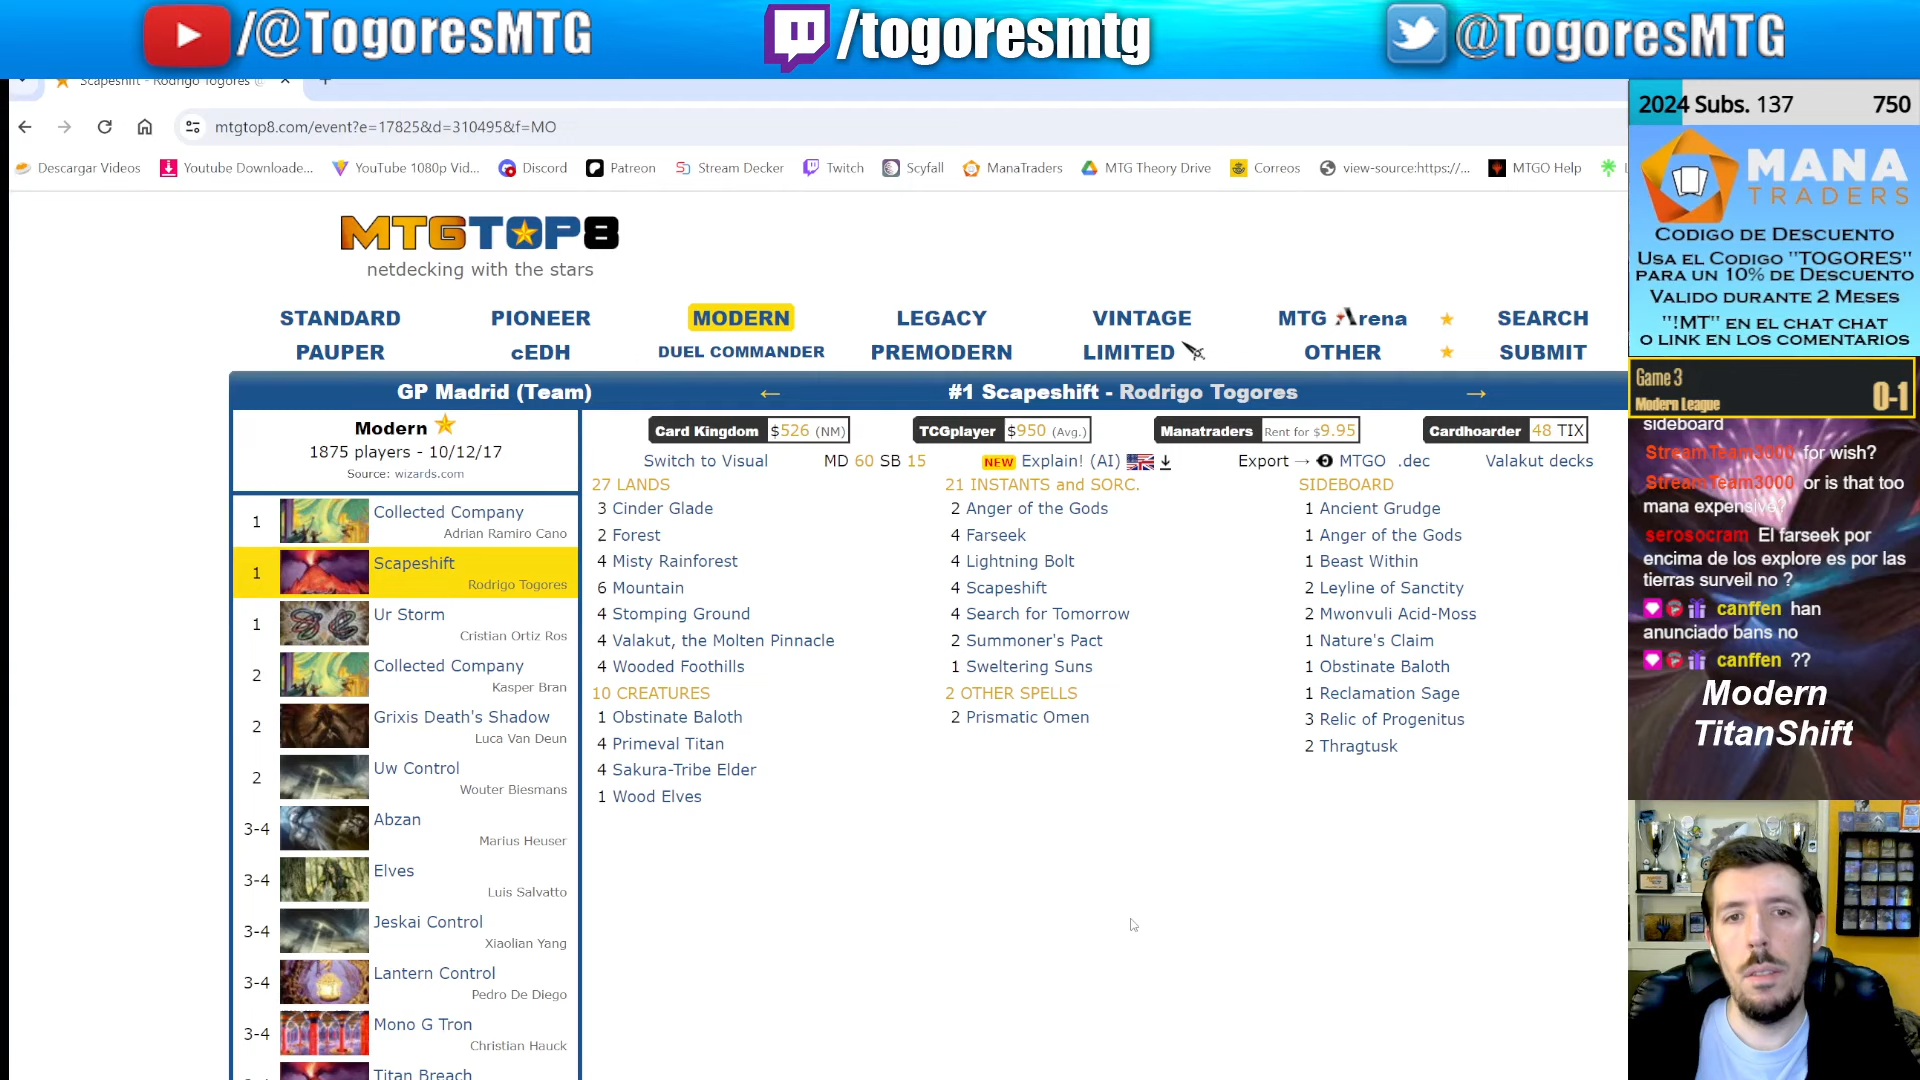 /@TogoresMTG
/togoresmtg
@TogoresMTG
Scapeshift - Rodrigo Togores @
mtgtop8.com/event?e=17825&d=310495&f=MO
Descargar Videos
Youtube Downloade...
YouTube 1080p Vid...
Discord
Patreon
Stream Decker
Twitch
Scyfall
ManaTraders
MTG Theory Drive
Correos
view-source:https://...
MTGO Help
MTGTOP8
netdecking with the stars
STANDARD
PIONEER
MODERN
LEGACY
VINTAGE
MTG Arena
SEARCH
PAUPER
cEDH
DUEL COMMANDER
PREMODERN
LIMITED
OTHER
SUBMIT
GP Madrid (Team)
← #1 Scapeshift - Rodrigo Togores →
Modern
1875 players - 10/12/17
Source: wizards.com
1 Collected Company
Adrian Ramiro Cano
1 Scapeshift
Rodrigo Togores
1 Ur Storm
Cristian Ortiz Ros
2 Collected Company
Kasper Bran
2 Grixis Death's Shadow
Luca Van Deun
2 Uw Control
Wouter Biesmans
3-4 Abzan
Marius Heuser
3-4 Elves
Luis Salvatto
3-4 Jeskai Control
Xiaolian Yang
3-4 Lantern Control
Pedro De Diego
3-4 Mono G Tron
Christian Hauck
Titan Breach
Card Kingdom $526 (NM)
TCGplayer $950 (Avg.)
Manatraders Rent for $9.95
Cardhoarder 48 TIX
Switch to Visual
MD 60 SB 15
NEW Explain! (AI)
Export → MTGO .dec
Valakut decks
27 LANDS
3 Cinder Glade
2 Forest
4 Misty Rainforest
6 Mountain
4 Stomping Ground
4 Valakut, the Molten Pinnacle
4 Wooded Foothills
10 CREATURES
1 Obstinate Baloth
4 Primeval Titan
4 Sakura-Tribe Elder
1 Wood Elves
21 INSTANTS and SORC.
2 Anger of the Gods
4 Farseek
4 Lightning Bolt
4 Scapeshift
4 Search for Tomorrow
2 Summoner's Pact
1 Sweltering Suns
2 OTHER SPELLS
2 Prismatic Omen
SIDEBOARD
1 Ancient Grudge
1 Anger of the Gods
1 Beast Within
2 Leyline of Sanctity
2 Mwonvuli Acid-Moss
1 Nature's Claim
1 Obstinate Baloth
1 Reclamation Sage
3 Relic of Progenitus
2 Thragtusk
2024 Subs. 137 750
MANA
TRADERS
CODIGO DE DESCUENTO
USA EL CODIGO "TOGORES"
PARA UN 10% DE DESCUENTO
VALIDO DURANTE 2 MESES
"!MT" EN EL CHAT CHAT
O LINK EN LOS COMENTARIOS
Game 3
Modern League
0-1
sideboard
StreamTeam3000 for wish?
StreamTeam3000 or is that too
mana expensive?
serosocram El farseek por
encima de los explore es por las
tierras surveil no ?
canffen han
anunciado bans no
canffen ??
Modern
TitanShift